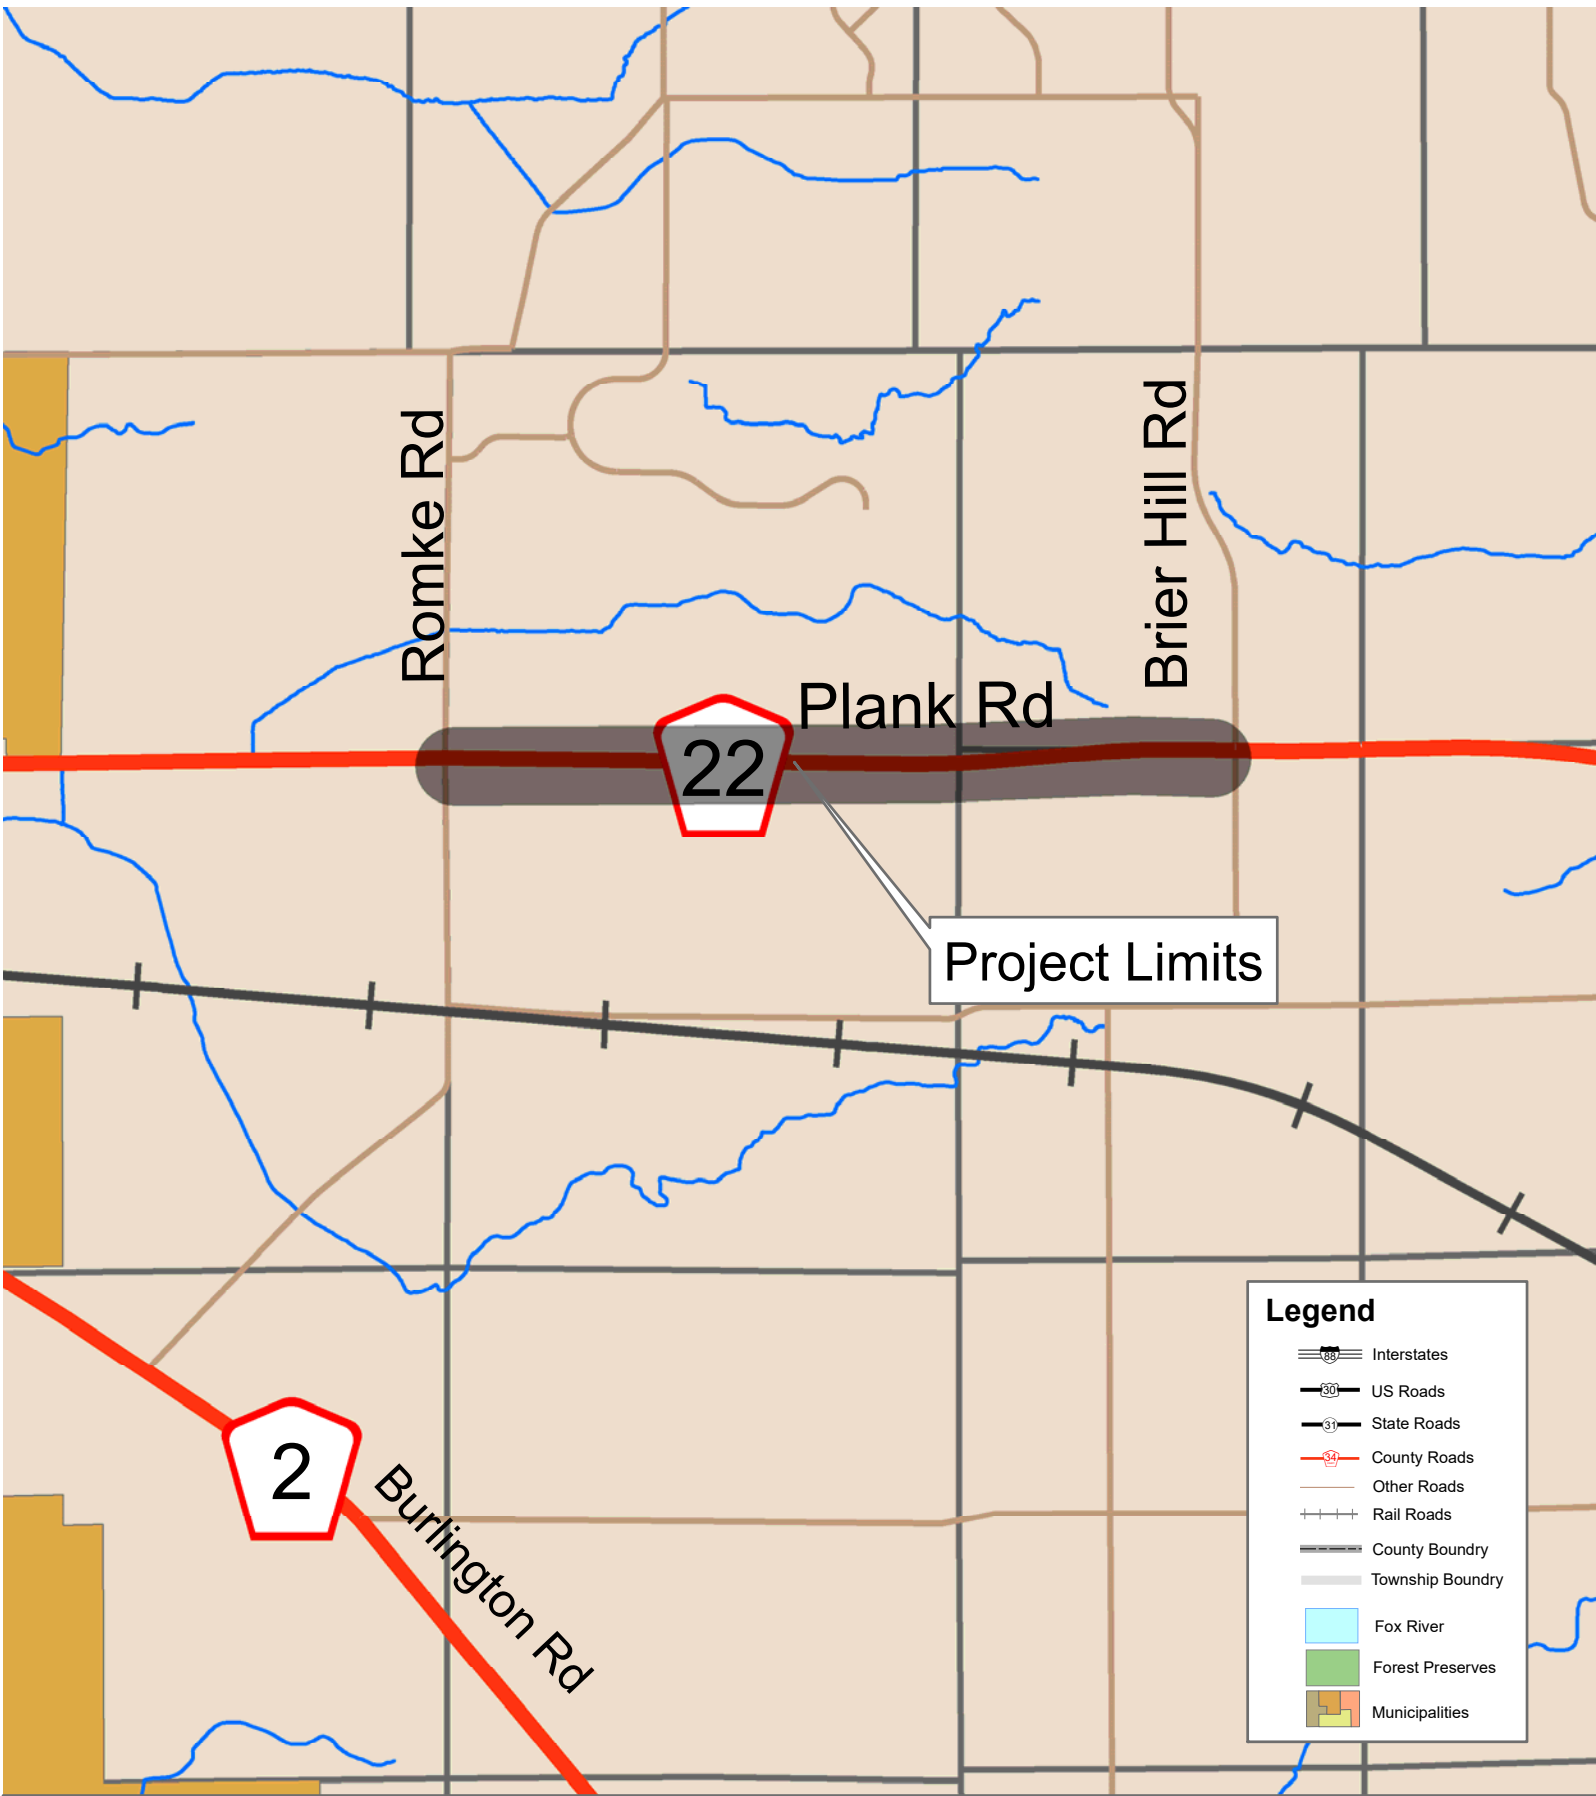 Romke Rd
Brier Hill Rd
Plank Rd
22
Project Limits
2
Burlington Rd
Legend
88 Interstates
30 US Roads
31 State Roads
34 County Roads
Other Roads
Rail Roads
County Boundry
Township Boundry
Fox River
Forest Preserves
Municipalities